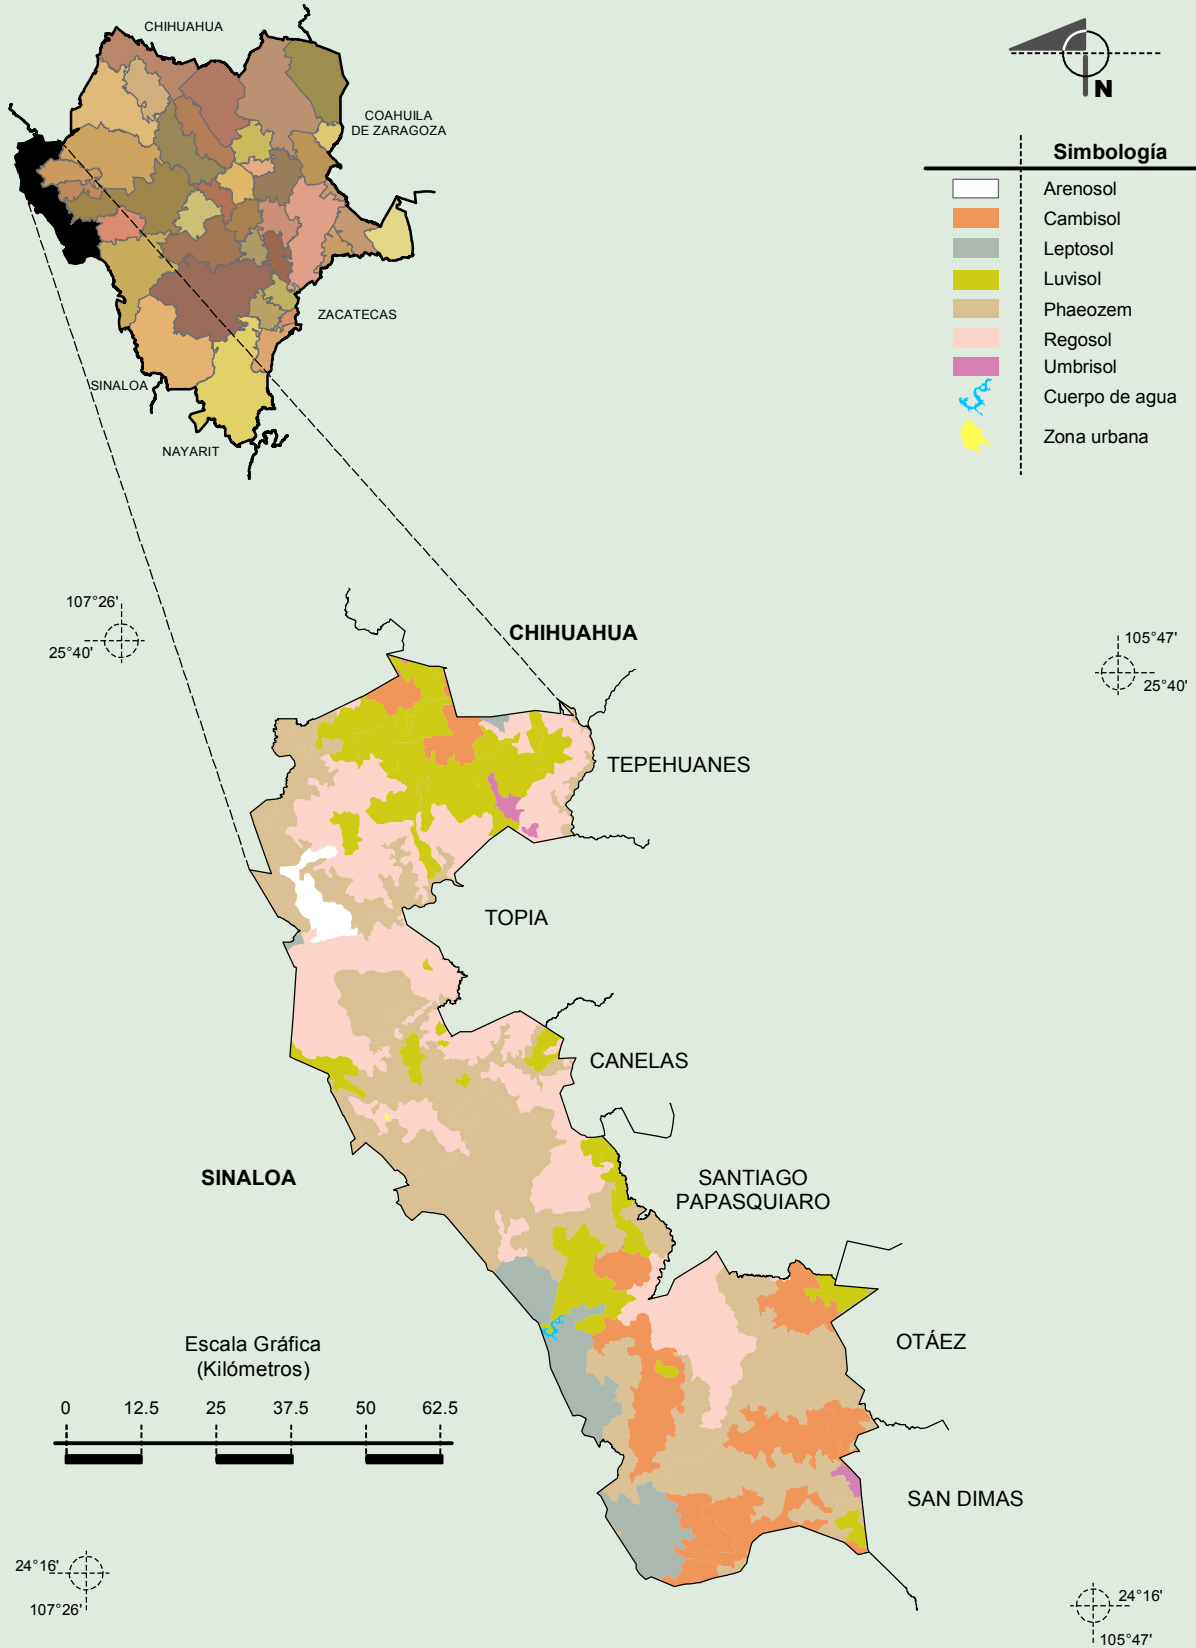 CHIHUAHUA
COAHUILA
DE ZARAGOZA
ZACATECAS
SINALOA
NAYARIT
N
Simbología
Arenosol
Cambisol
Leptosol
Luvisol
Phaeozem
Regosol
Umbrisol
Cuerpo de agua
Zona urbana
107°26'
25°40'
105°47'
25°40'
CHIHUAHUA
TEPEHUANES
TOPIA
CANELAS
SINALOA
SANTIAGO
PAPASQUIARO
OTÁEZ
SAN DIMAS
Escala Gráfica
(Kilómetros)
0 12.5 25 37.5 50 62.5
24°16'
107°26'
24°16'
105°47'